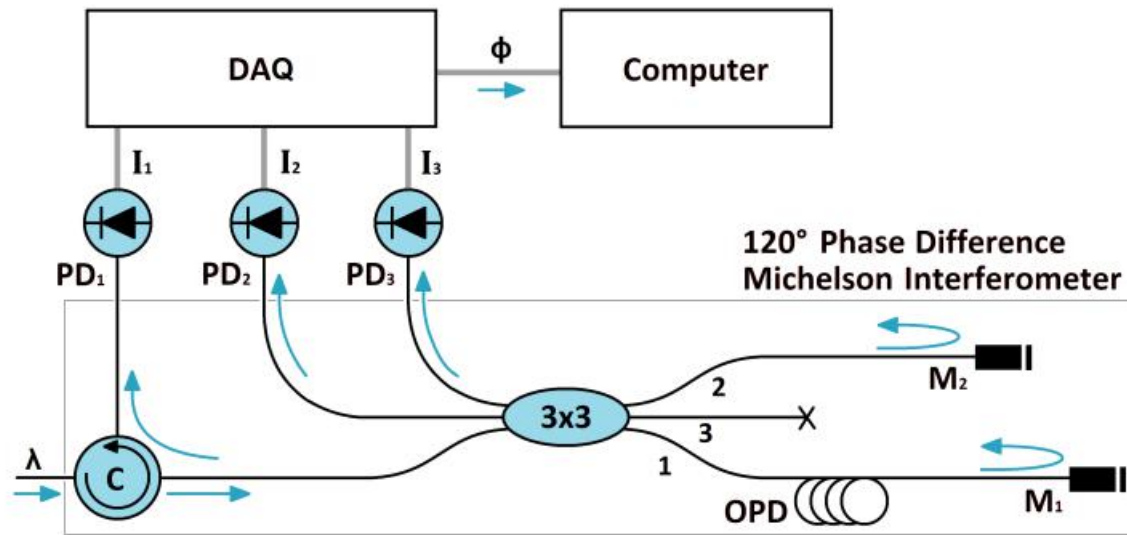 DAQ
Φ
Computer
I₁
I₂
I₃
PD₁
PD₂
PD₃
120° Phase Difference
Michelson Interferometer
M₂
2
3x3
3
1
λ
C
OPD
M₁